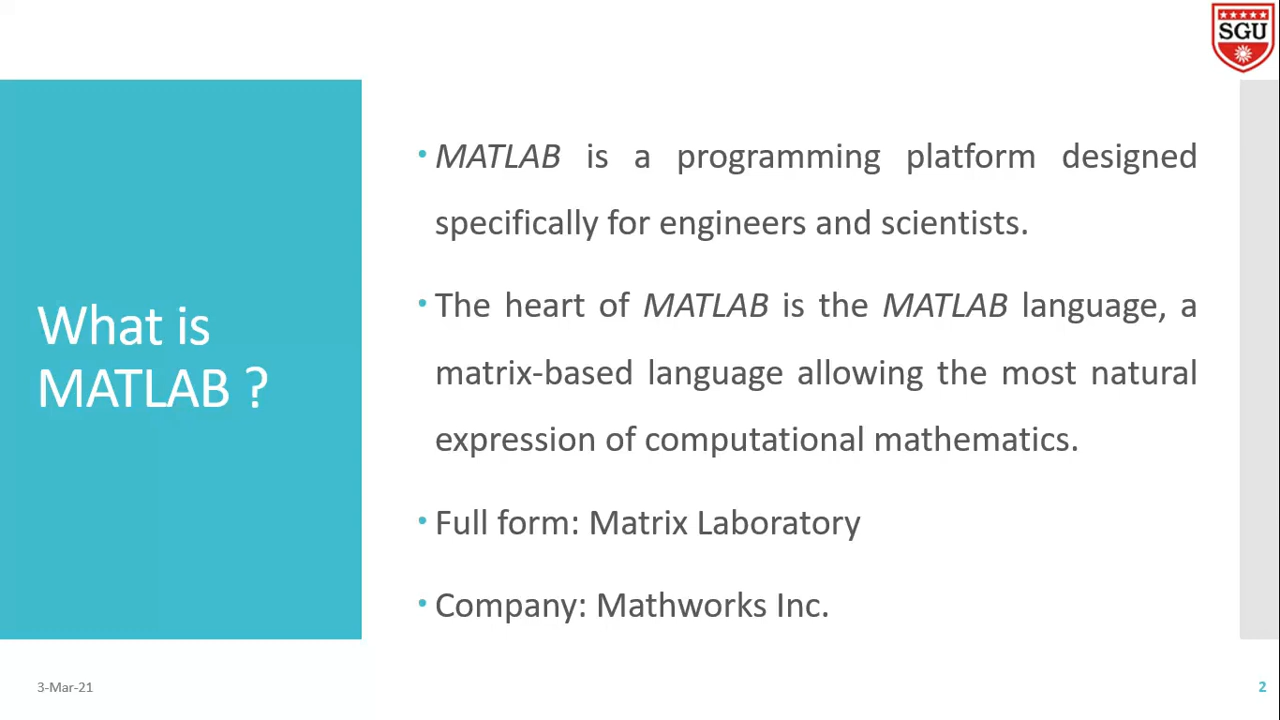 SGU
What is
MATLAB ?
• MATLAB is a programming platform designed
specifically for engineers and scientists.
• The heart of MATLAB is the MATLAB language, a
matrix-based language allowing the most natural
expression of computational mathematics.
• Full form: Matrix Laboratory
• Company: Mathworks Inc.
3-Mar-21
2